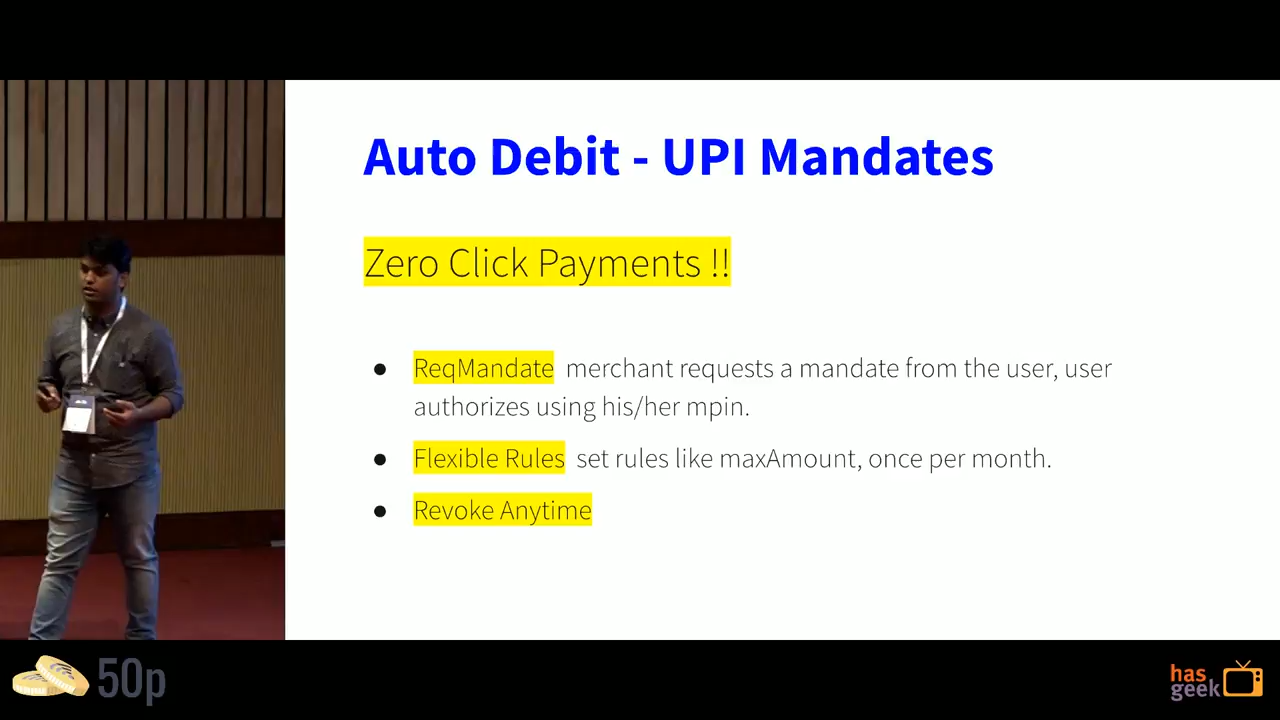 Auto Debit - UPI Mandates
Zero Click Payments !!
● ReqMandate merchant requests a mandate from the user, user
authorizes using his/her mpin.
● Flexible Rules set rules like maxAmount, once per month.
● Revoke Anytime
50p
has
geek